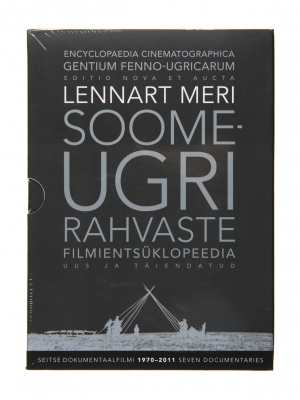 ENCYCLOPAEDIA CINEMATOGRAPHICA
GENTIUM FENNO-UGRICARUM
EDITIO NOVA ET AUCTA
LENNART MERI
SOOME-
UGRI
RAHVASTE
FILMIENTSÜKLOPEEDIA
UUS JA TÄIENDATUD
SEITSE DOKUMENTAALFILMI 1970–2011 SEVEN DOCUMENTARIES